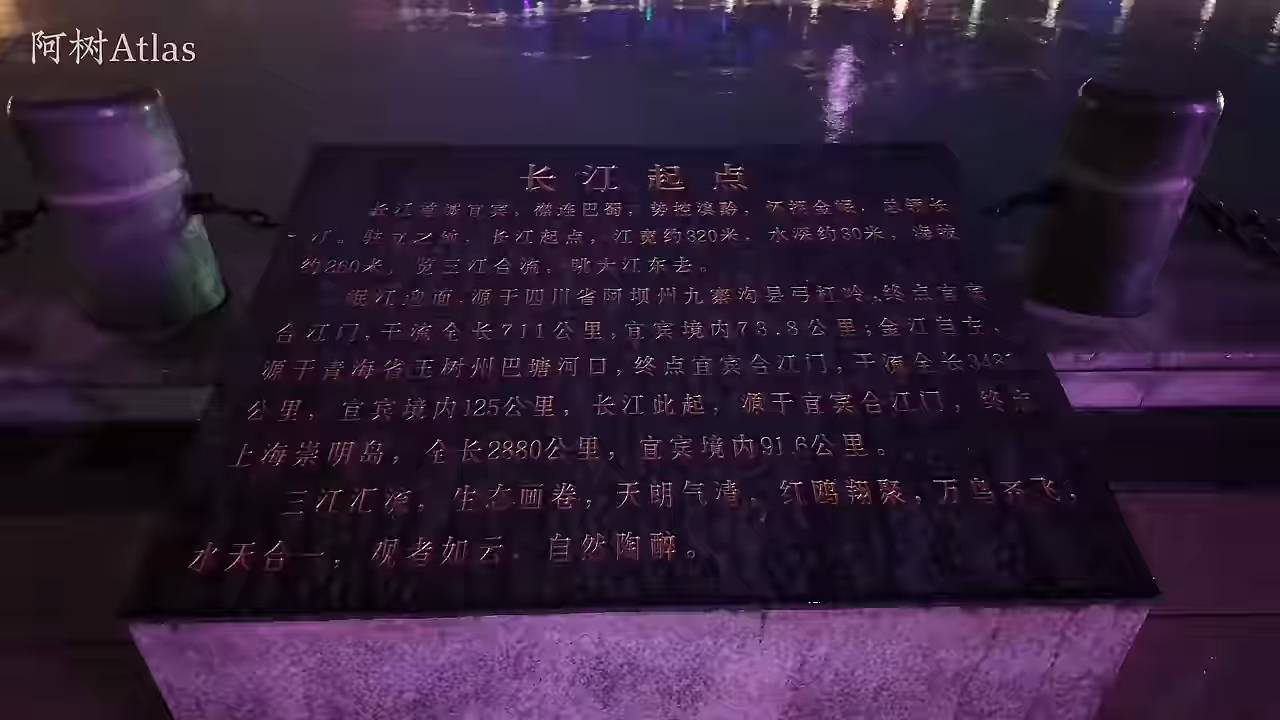 阿树Atlas
长江起点
长江首城宜宾,襟连巴蜀,势控滇黔,怀抱金岷,总领长
江。驻 之地,长江起点,江宽约320米,水深约30米,海拔
约260米,览三江合流,眺大江东去。
岷江 面,源于四川省阿坝州九寨沟县弓杠岭,终点宜宾
合江门,干流全长711公里,宜宾境内73.8公里;金江自左,
源于青海省玉树州巴塘河口,终点宜宾合江门,干流全长348
公里,宜宾境内125公里,长江此起,源于宜宾合江门,终点
上海崇明岛,全长2880公里,宜宾境内91.6公里。
三江汇流,生态画卷,天朗气清,红鸥翔聚,万鸟齐飞,
水天合一,观者如云,自然陶醉。